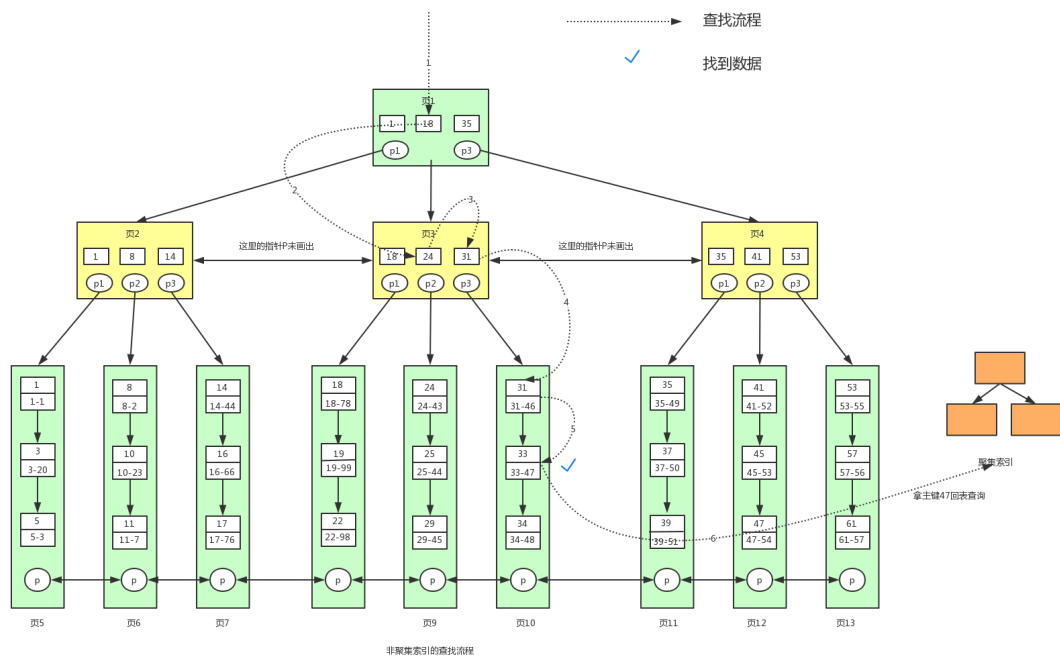 查找流程
找到数据
1
页1
1 18 35
p1 p3
2
3
页2
1 8 14
p1 p2 p3
这里的指针P未画出
页3
18 24 31
p1 p2 p3
这里的指针P未画出
页4
35 41 53
p1 p2 p3
4
1
1-1
3
3-20
5
5-3
p
页5
8
8-2
10
10-23
11
11-7
p
页6
14
14-44
16
16-66
17
17-76
p
页7
18
18-78
19
19-99
22
22-98
p
24
24-43
25
25-44
29
29-45
p
页9
31
31-46
33
33-47
34
34-48
p
页10
5
6
35
35-49
37
37-50
39
39-51
p
页11
41
41-52
45
45-53
47
47-54
p
页12
53
53-55
57
57-56
61
61-57
p
页13
聚集索引
拿主键47回表查询
非聚集索引的查找流程